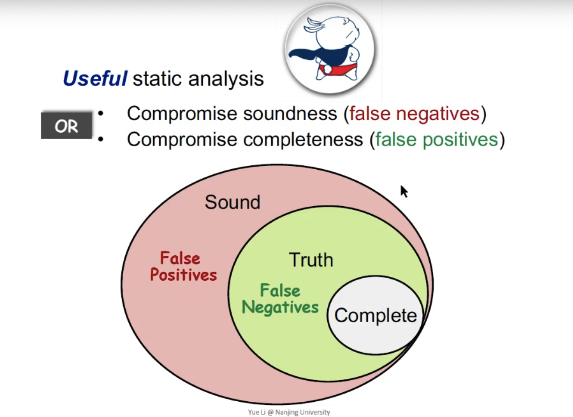 Useful static analysis
OR
• Compromise soundness (false negatives)
• Compromise completeness (false positives)
Sound
False
Positives
Truth
False
Negatives
Complete
Yue Li @ Nanjing University